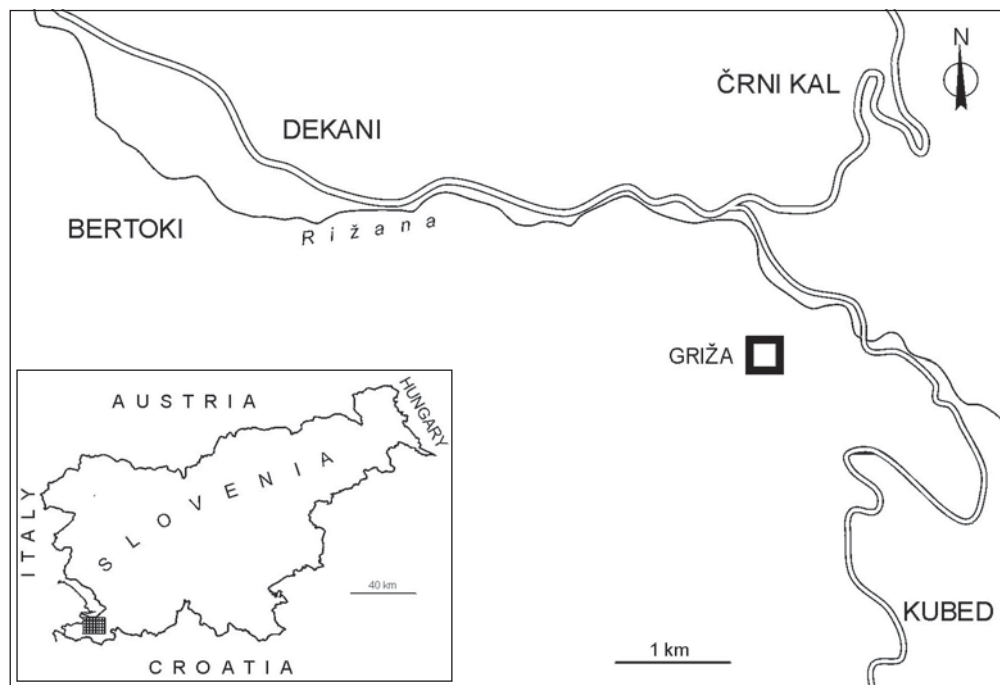 N
ČRNI KAL
DEKANI
BERTOKI
Rižana
GRIŽA
KUBED
1 km
AUSTRIA
HUNGARY
SLOVENIA
ITALY
40 km
CROATIA